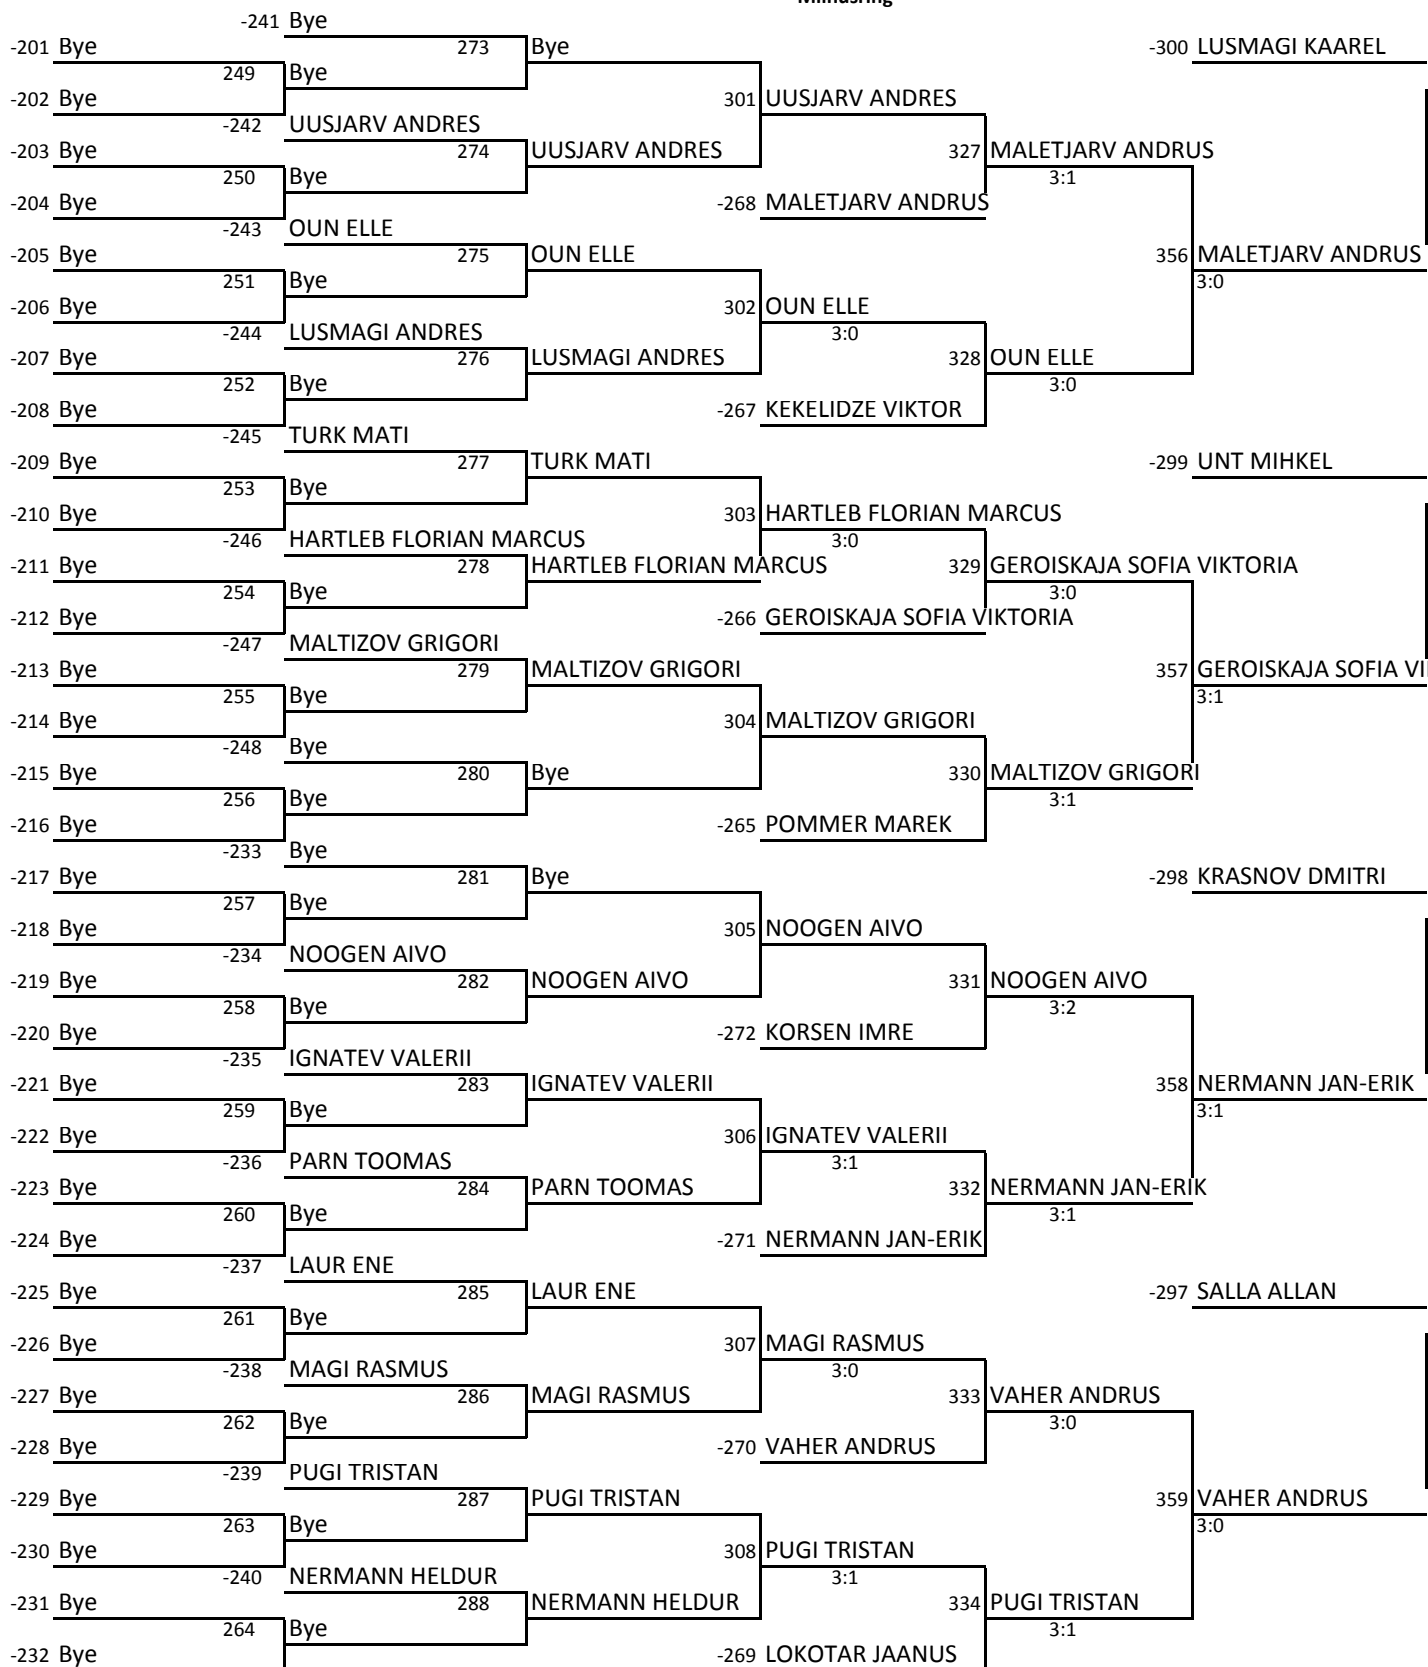 -241 Bye
-201 Bye 273 Bye -300 LUSMAGI KAAREL
249 Bye
-202 Bye 301 UUSJARV ANDRES
-242 UUSJARV ANDRES
-203 Bye 274 UUSJARV ANDRES 327 MALETJARV ANDRUS
250 Bye 3:1
-204 Bye -268 MALETJARV ANDRUS
-243 OUN ELLE
-205 Bye 275 OUN ELLE 356 MALETJARV ANDRUS
251 Bye 3:0
-206 Bye 302 OUN ELLE
-244 LUSMAGI ANDRES 3:0
-207 Bye 276 LUSMAGI ANDRES 328 OUN ELLE
252 Bye 3:0
-208 Bye -267 KEKELIDZE VIKTOR
-245 TURK MATI
-209 Bye 277 TURK MATI -299 UNT MIHKEL
253 Bye
-210 Bye 303 HARTLEB FLORIAN MARCUS
-246 HARTLEB FLORIAN MARCUS 3:0
-211 Bye 278 HARTLEB FLORIAN MARCUS 329 GEROISKAJA SOFIA VIKTORIA
254 Bye 3:0
-212 Bye -266 GEROISKAJA SOFIA VIKTORIA
-247 MALTIZOV GRIGORI
-213 Bye 279 MALTIZOV GRIGORI 357 GEROISKAJA SOFIA
255 Bye 3:1
-214 Bye 304 MALTIZOV GRIGORI
-248 Bye
-215 Bye 280 Bye 330 MALTIZOV GRIGORI
256 Bye 3:1
-216 Bye -265 POMMER MAREK
-233 Bye
-217 Bye 281 Bye -298 KRASNOV DMITRI
257 Bye
-218 Bye 305 NOOGEN AIVO
-234 NOOGEN AIVO
-219 Bye 282 NOOGEN AIVO 331 NOOGEN AIVO
258 Bye 3:2
-220 Bye -272 KORSEN IMRE
-235 IGNATEV VALERII
-221 Bye 283 IGNATEV VALERII 358 NERMANN JAN-ERIK
259 Bye 3:1
-222 Bye 306 IGNATEV VALERII
-236 PARN TOOMAS 3:1
-223 Bye 284 PARN TOOMAS 332 NERMANN JAN-ERIK
260 Bye 3:1
-224 Bye -271 NERMANN JAN-ERIK
-237 LAUR ENE
-225 Bye 285 LAUR ENE -297 SALLA ALLAN
261 Bye
-226 Bye 307 MAGI RASMUS
-238 MAGI RASMUS 3:0
-227 Bye 286 MAGI RASMUS 333 VAHER ANDRUS
262 Bye 3:0
-228 Bye -270 VAHER ANDRUS
-239 PUGI TRISTAN
-229 Bye 287 PUGI TRISTAN 359 VAHER ANDRUS
263 Bye 3:0
-230 Bye 308 PUGI TRISTAN
-240 NERMANN HELDUR 3:1
-231 Bye 288 NERMANN HELDUR 334 PUGI TRISTAN
264 Bye 3:1
-232 Bye -269 LOKOTAR JAANUS